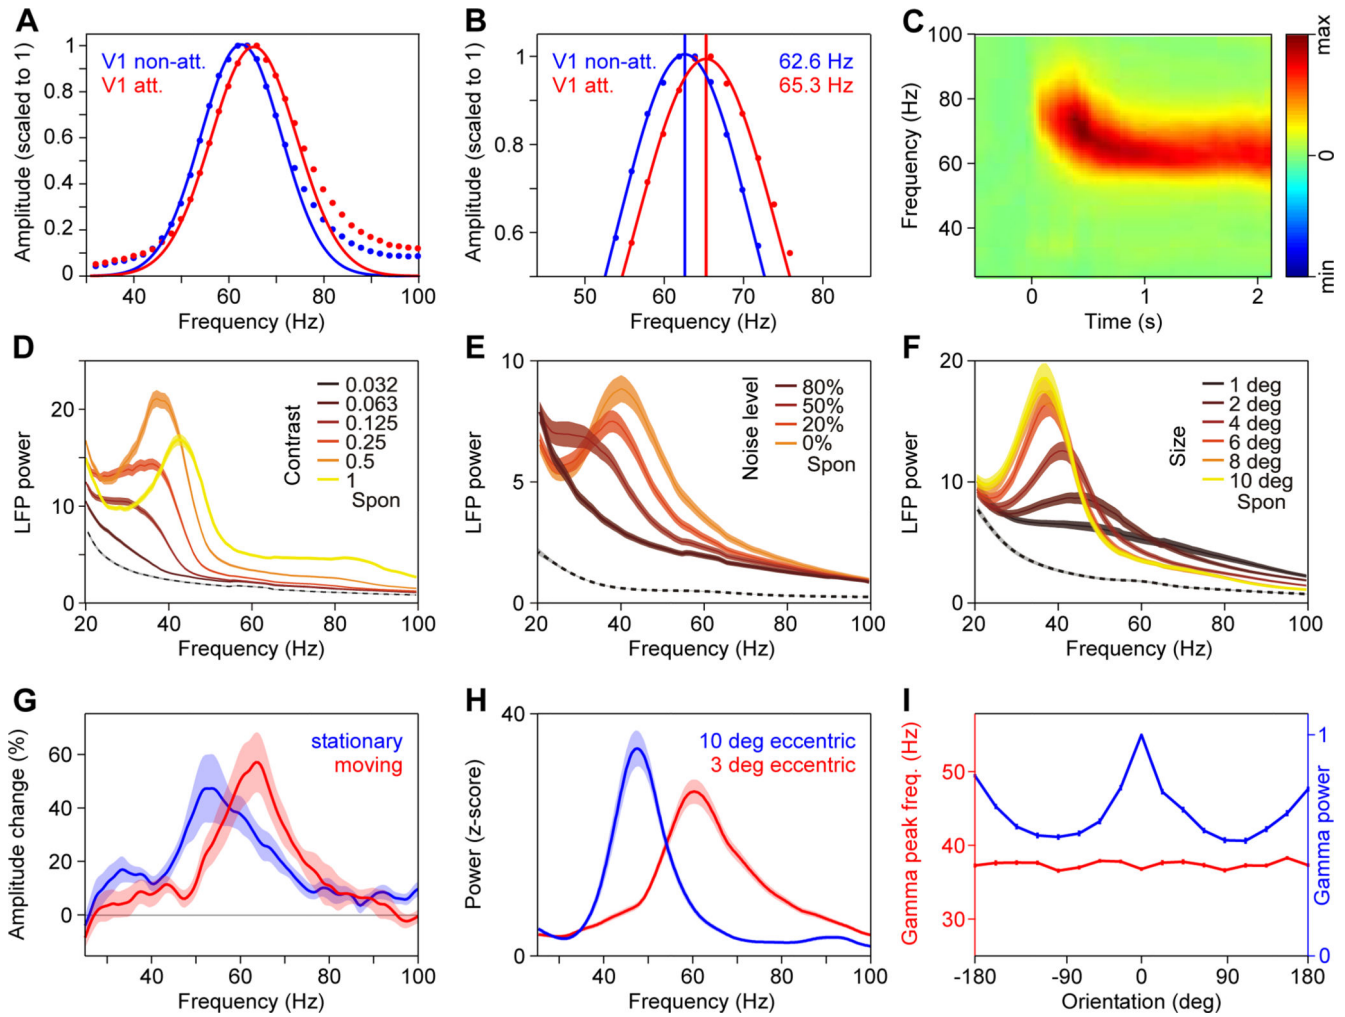 A
Amplitude (scaled to 1)
1
0.8
0.6
0.4
0.2
0
V1 non-att.
V1 att.
40 60 80 100
Frequency (Hz)
B
Amplitude (scaled to 1)
1
0.8
0.6
V1 non-att. 62.6 Hz
V1 att. 65.3 Hz
50 60 70 80
Frequency (Hz)
C
Frequency (Hz)
100
80
60
40
0 1 2
Time (s)
max
0
min
D
LFP power
20
10
0
Contrast
0.032
0.063
0.125
0.25
0.5
1
Spon
20 40 60 80 100
Frequency (Hz)
E
LFP power
10
5
0
Noise level
80%
50%
20%
0%
Spon
20 40 60 80 100
Frequency (Hz)
F
LFP power
20
10
0
Size
1 deg
2 deg
4 deg
6 deg
8 deg
10 deg
Spon
20 40 60 80 100
Frequency (Hz)
G
Amplitude change (%)
60
40
20
0
stationary
moving
40 60 80 100
Frequency (Hz)
H
Power (z-score)
40
0
10 deg eccentric
3 deg eccentric
40 60 80 100
Frequency (Hz)
I
Gamma peak freq. (Hz)
50
40
30
1
0
Gamma power
-180 -90 0 90 180
Orientation (deg)